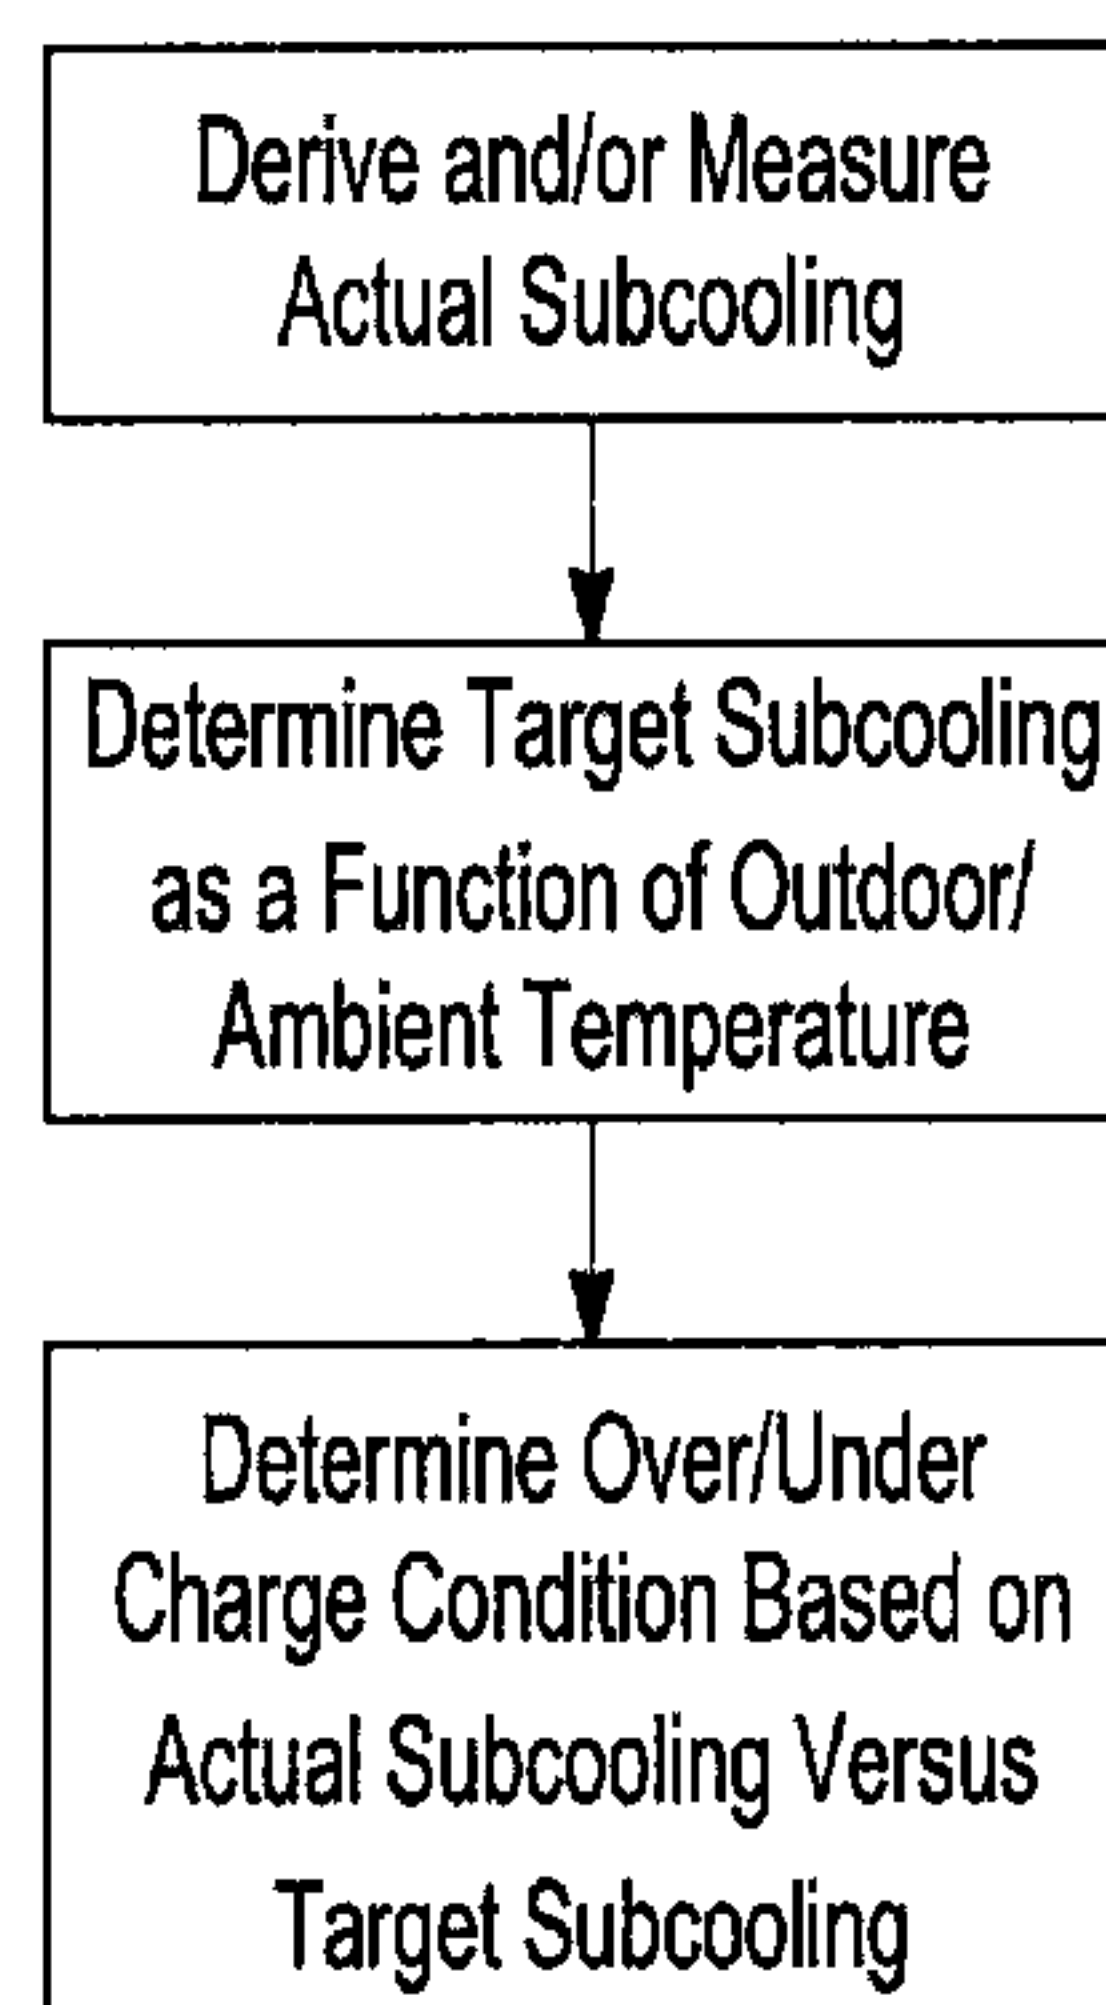 Derive and/or Measure
Actual Subcooling
Determine Target Subcooling
as a Function of Outdoor/
Ambient Temperature
Determine Over/Under
Charge Condition Based on
Actual Subcooling Versus
Target Subcooling